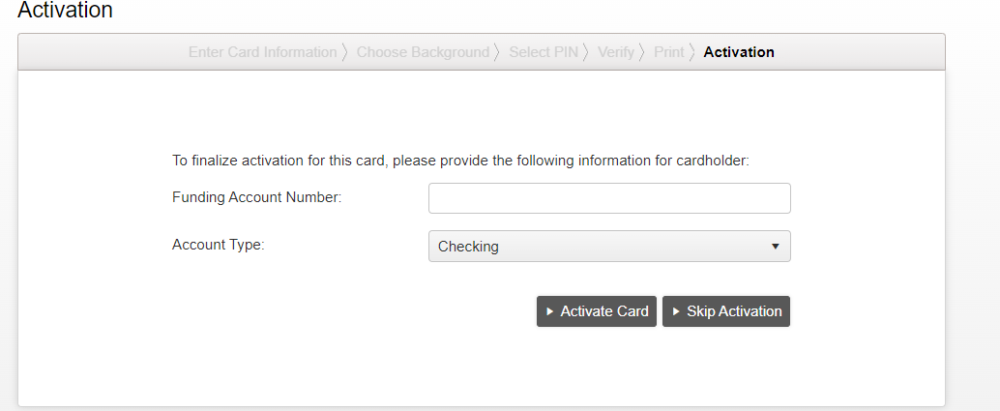 Activation
Enter Card Information 〉 Choose Background 〉 Select PIN 〉 Verify 〉 Print 〉 Activation
To finalize activation for this card, please provide the following information for cardholder:
Funding Account Number:
Account Type: Checking
Activate Card Skip Activation